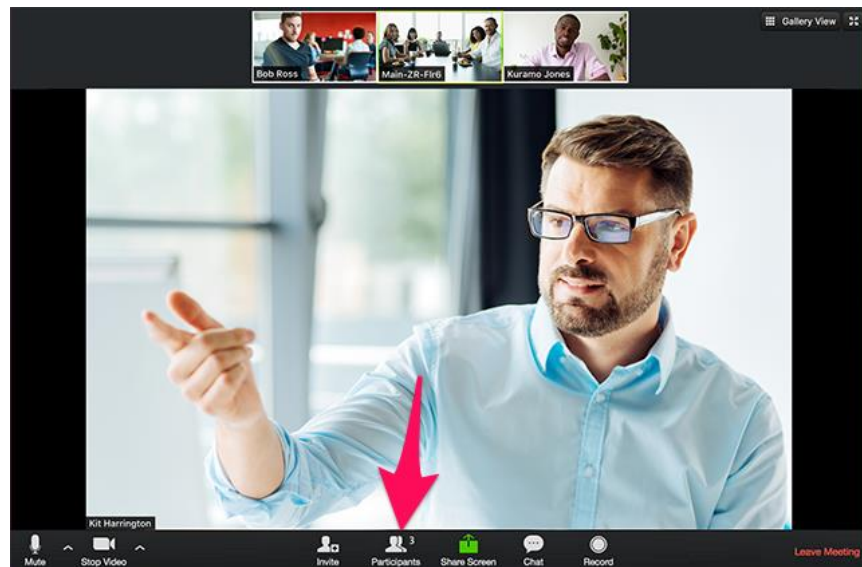 Gallery View
Bob Ross
Main-ZR-Flr6
Kuramo Jones
Kit Harrington
Mute
Stop Video
Invite
Participants
3
Share Screen
Chat
Record
Leave Meeting